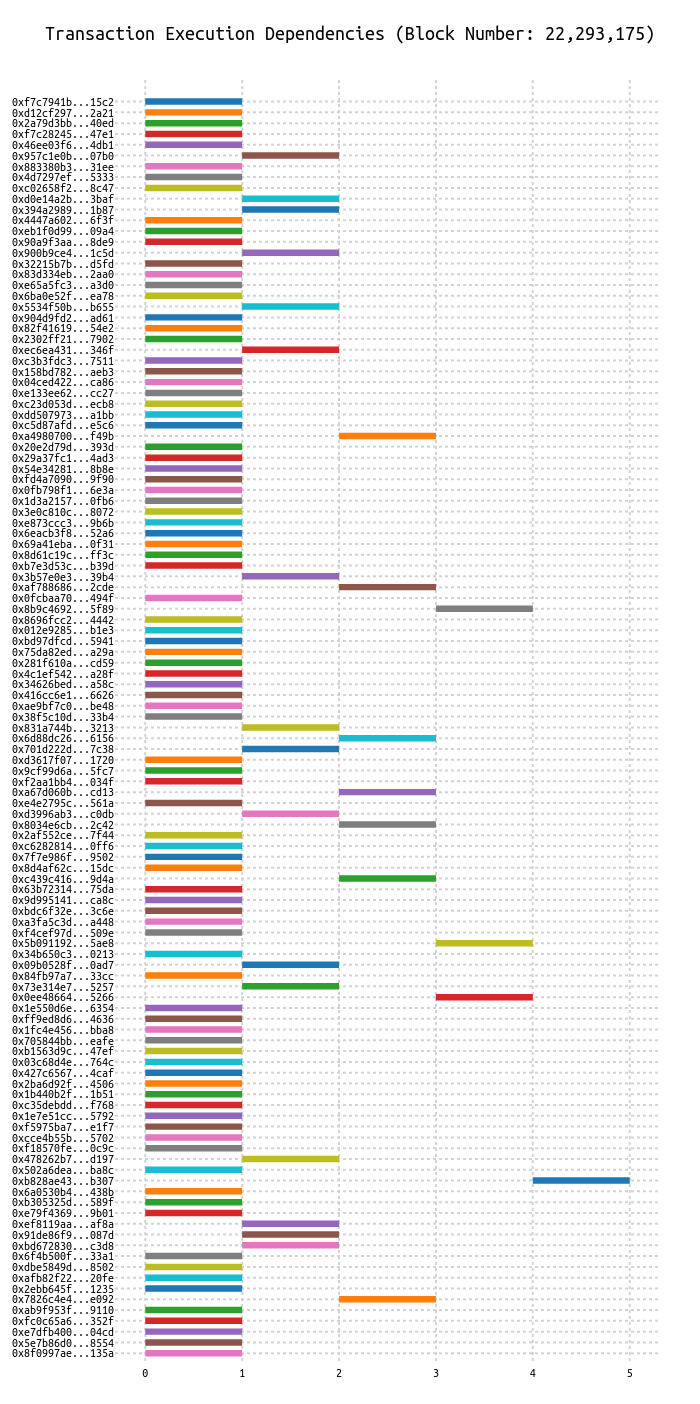 Transaction Execution Dependencies (Block Number: 22,293,175)
0xf7c7941b...15c2
0xd12cf297...2a21
0x2a79d3bb...40ed
0xf7c28245...47e1
0x46ee03f6...4db1
0x957c1e0b...07b0
0x883380b3...31ee
0x4d7297ef...5333
0xc02658f2...8c47
0xd0e14a2b...3baf
0x394a2989...1b87
0x4447a602...6f3f
0xeb1f0d99...09a4
0x90a9f3aa...8de9
0x900b9ce4...1c5d
0x32215b7b...d5fd
0x83d334eb...2aa0
0xe65a5fc3...a3d0
0x6ba0e52f...ea78
0x5534f50b...b655
0x904d9fd2...ad61
0x82f41619...54e2
0x2302ff21...7902
0xec6ea431...346f
0xc3b3fdc3...7511
0x158bd782...aeb3
0x04ced422...ca86
0xe133ee62...cc27
0xc23d053d...ecb8
0xdd507973...a1bb
0xc5d87afd...e5c6
0xa4980700...f49b
0x20e2d79d...393d
0x29a37fc1...4ad3
0x54e34281...8b8e
0xfd4a7090...9f90
0x0fb798f1...6e3a
0x1d3a2157...0fb6
0x3e0c810c...8072
0xe873ccc3...9b6b
0x6eacb3f8...52a6
0x69a41eba...0f31
0x8d61c19c...ff3c
0xb7e3d53c...b39d
0x3b57e0e3...39b4
0xaf788686...2cde
0x0fcbaa70...494f
0x8b9c4692...5f89
0x8696fcc2...4442
0x012e9285...b1e3
0xbd97dfcd...5941
0x75da82ed...a29a
0x281f610a...cd59
0x4c1ef542...a28f
0x34626bed...a58c
0x416cc6e1...6626
0xae9bf7c0...be48
0x38f5c10d...33b4
0x831a744b...3213
0x6d88dc26...6156
0x701d222d...7c38
0xd3617f07...1720
0x9cf99d6a...5fc7
0xf2aa1bb4...034f
0xa67d060b...cd13
0xe4e2795c...561a
0xd3996ab3...c0db
0x8034e6cb...2c42
0x2af552ce...7f44
0xc6282814...0ff6
0x7f7e986f...9502
0x8d4af62c...15dc
0xc439c416...9d4a
0x63b72314...75da
0x9d995141...ca8c
0xbdc6f32e...3c6e
0xa3fa5c3d...a448
0xf4cef97d...509e
0x5b091192...5ae8
0x34b650c3...0213
0x09b0528f...0ad7
0x84fb97a7...33cc
0x73e314e7...5257
0x0ee48664...5266
0x1e550d6e...6354
0xff9ed8d6...4636
0x1fc4e456...bba8
0x705844bb...eafe
0xb1563d9c...47ef
0x03c68d4e...764c
0x427c6567...4caf
0x2ba6d92f...4506
0x1b440b2f...1b51
0xc35debdd...f768
0x1e7e51cc...5792
0xf5975ba7...e1f7
0xcce4b55b...5702
0xf18570fe...0c9c
0x478262b7...d197
0x502a6dea...ba8c
0xb828ae43...b307
0x6a0530b4...438b
0xb305325d...589f
0xe79f4369...9b01
0xef8119aa...af8a
0x91de86f9...087d
0xbd672830...c3d8
0x6f4b500f...33a1
0xdbe5849d...8502
0xafb82f22...20fe
0x2ebb645f...1235
0x7826c4e4...e092
0xab9f953f...9110
0xfc0c65a6...352f
0xe7dfb400...04cd
0x5e7b86d0...8554
0x8f0997ae...135a
0 1 2 3 4 5